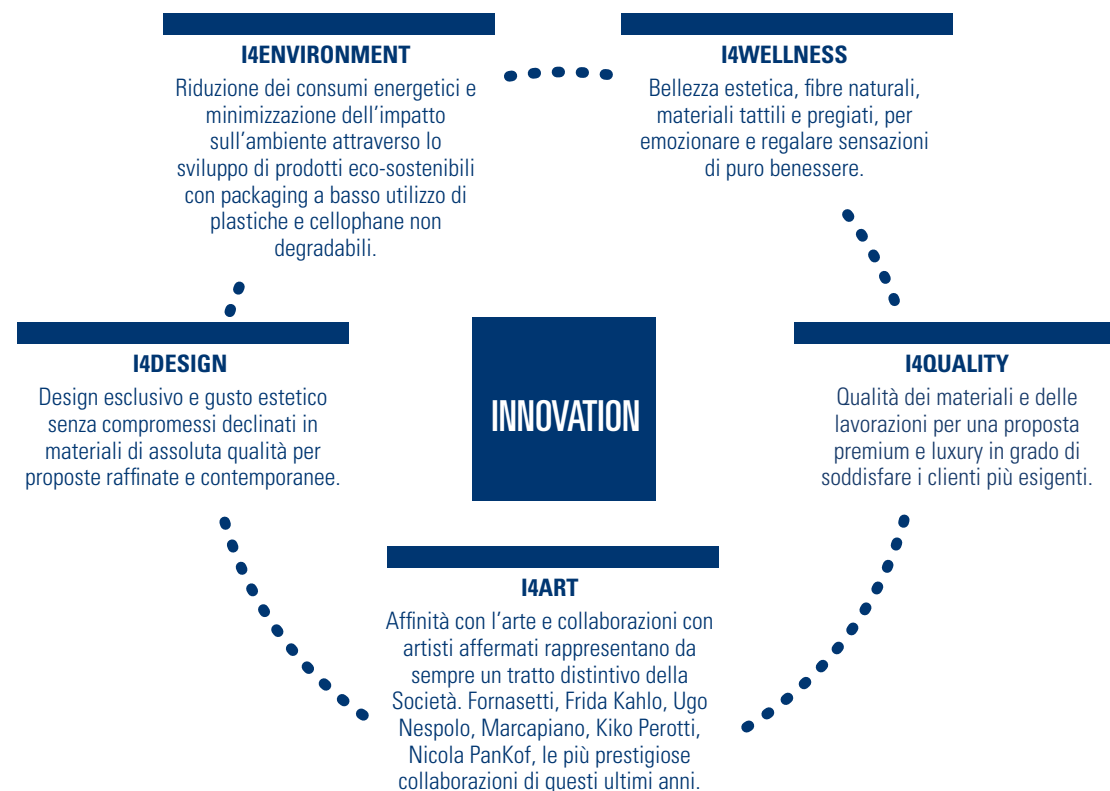 I4ENVIRONMENT
Riduzione dei consumi energetici e
minimizzazione dell'impatto
sull'ambiente attraverso lo
sviluppo di prodotti eco-sostenibili
con packaging a basso utilizzo di
plastiche e cellophane non
degradabili.
I4WELLNESS
Bellezza estetica, fibre naturali,
materiali tattili e pregiati, per
emozionare e regalare sensazioni
di puro benessere.
I4DESIGN
Design esclusivo e gusto estetico
senza compromessi declinati in
materiali di assoluta qualità per
proposte raffinate e contemporanee.
INNOVATION
I4QUALITY
Qualità dei materiali e delle
lavorazioni per una proposta
premium e luxury in grado di
soddisfare i clienti più esigenti.
I4ART
Affinità con l'arte e collaborazioni con
artisti affermati rappresentano da
sempre un tratto distintivo della
Società. Fornasetti, Frida Kahlo, Ugo
Nespolo, Marcapiano, Kiko Perotti,
Nicola PanKof, le più prestigiose
collaborazioni di questi ultimi anni.